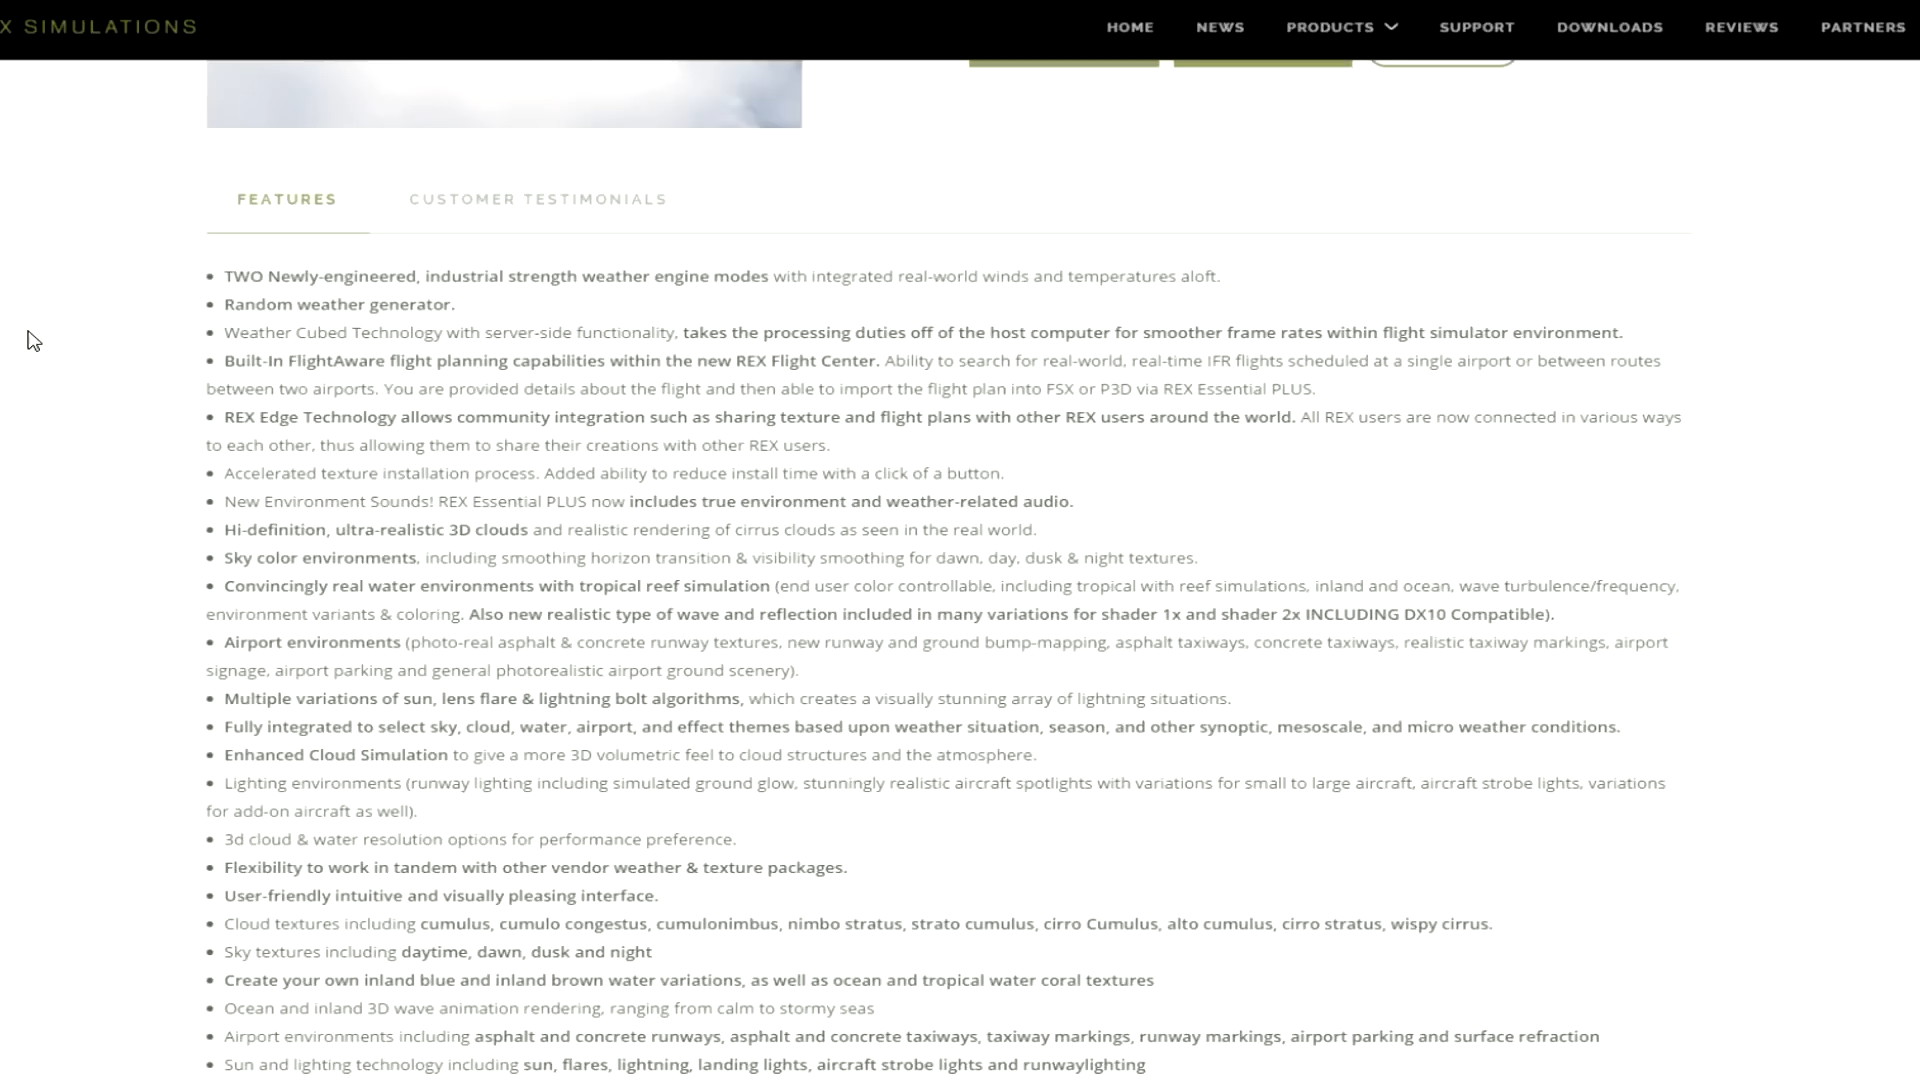 X SIMULATIONS
HOME NEWS PRODUCTS SUPPORT DOWNLOADS REVIEWS PARTNERS
FEATURES CUSTOMER TESTIMONIALS
• TWO Newly-engineered, industrial strength weather engine modes with integrated real-world winds and temperatures aloft.
• Random weather generator.
• Weather Cubed Technology with server-side functionality, takes the processing duties off of the host computer for smoother frame rates within flight simulator environment.
• Built-In FlightAware flight planning capabilities within the new REX Flight Center. Ability to search for real-world, real-time IFR flights scheduled at a single airport or between routes
between two airports. You are provided details about the flight and then able to import the flight plan into FSX or P3D via REX Essential PLUS.
• REX Edge Technology allows community integration such as sharing texture and flight plans with other REX users around the world. All REX users are now connected in various ways
to each other, thus allowing them to share their creations with other REX users.
• Accelerated texture installation process. Added ability to reduce install time with a click of a button.
• New Environment Sounds! REX Essential PLUS now includes true environment and weather-related audio.
• Hi-definition, ultra-realistic 3D clouds and realistic rendering of cirrus clouds as seen in the real world.
• Sky color environments, including smoothing horizon transition & visibility smoothing for dawn, day, dusk & night textures.
• Convincingly real water environments with tropical reef simulation (end user color controllable, including tropical with reef simulations, inland and ocean, wave turbulence/frequency,
environment variants & coloring. Also new realistic type of wave and reflection included in many variations for shader 1x and shader 2x INCLUDING DX10 Compatible).
• Airport environments (photo-real asphalt & concrete runway textures, new runway and ground bump-mapping, asphalt taxiways, concrete taxiways, realistic taxiway markings, airport
signage, airport parking and general photorealistic airport ground scenery).
• Multiple variations of sun, lens flare & lightning bolt algorithms, which creates a visually stunning array of lightning situations.
• Fully integrated to select sky, cloud, water, airport, and effect themes based upon weather situation, season, and other synoptic, mesoscale, and micro weather conditions.
• Enhanced Cloud Simulation to give a more 3D volumetric feel to cloud structures and the atmosphere.
• Lighting environments (runway lighting including simulated ground glow, stunningly realistic aircraft spotlights with variations for small to large aircraft, aircraft strobe lights, variations
for add-on aircraft as well).
• 3d cloud & water resolution options for performance preference.
• Flexibility to work in tandem with other vendor weather & texture packages.
• User-friendly intuitive and visually pleasing interface.
• Cloud textures including cumulus, cumulo congestus, cumulonimbus, nimbo stratus, strato cumulus, cirro Cumulus, alto cumulus, cirro stratus, wispy cirrus.
• Sky textures including daytime, dawn, dusk and night
• Create your own inland blue and inland brown water variations, as well as ocean and tropical water coral textures
• Ocean and inland 3D wave animation rendering, ranging from calm to stormy seas
• Airport environments including asphalt and concrete runways, asphalt and concrete taxiways, taxiway markings, runway markings, airport parking and surface refraction
• Sun and lighting technology including sun, flares, lightning, landing lights, aircraft strobe lights and runwaylighting